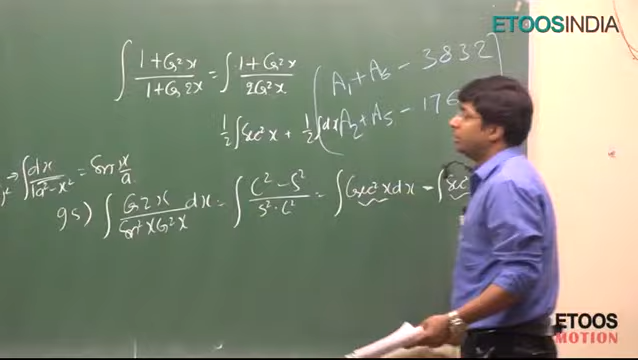 ETOOSINDIA
∫ 1+cos²x / 1+cos 2x = ∫ 1+cos²x / 2cos²x
A₁+A₆ – 3832
½∫sec²x + ½∫dx
A₂+A₅ – 176
∫ dx/√a²-x² = sin⁻¹ x/a
95) ∫ cos2x / sin²x cos²x dx = ∫ c²-s² / s²·c² = ∫cosec²x dx – ∫sec²
ETOOS
MOTION